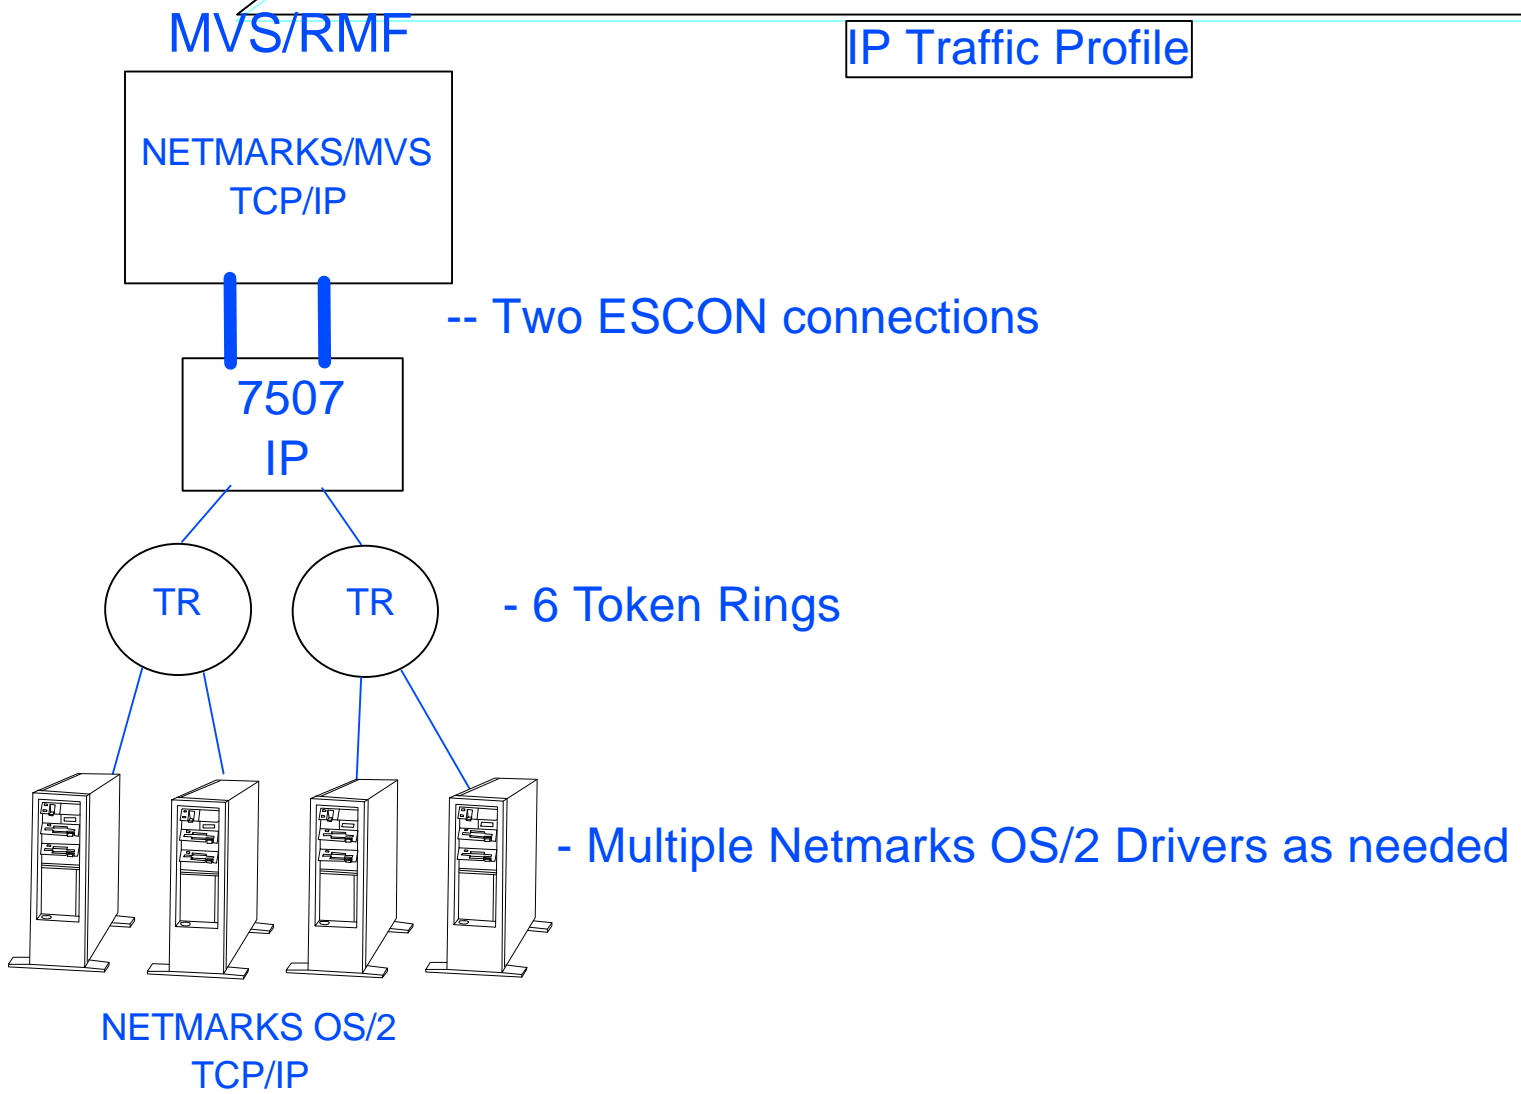 MVS/RMF
IP Traffic Profile
NETMARKS/MVS
TCP/IP
-- Two ESCON connections
7507
IP
TR
TR
- 6 Token Rings
- Multiple Netmarks OS/2 Drivers as needed
NETMARKS OS/2
TCP/IP